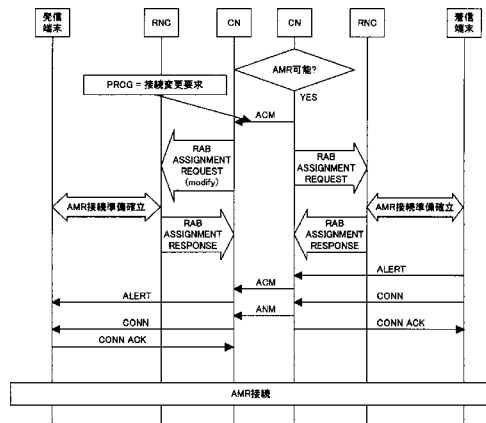 発信
端末
RNC
CN
CN
RNC
着信
端末
AMR可能?
PROG = 接続変更要求
YES
ACM
RAB
ASSIGNMENT
REQUEST
(modify)
RAB
ASSIGNMENT
REQUEST
AMR接続準備確立
AMR接続準備確立
RAB
ASSIGNMENT
RESPONSE
RAB
ASSIGNMENT
RESPONSE
ALERT
ACM
ALERT
CONN
ANM
CONN
CONN ACK
CONN ACK
AMR接続